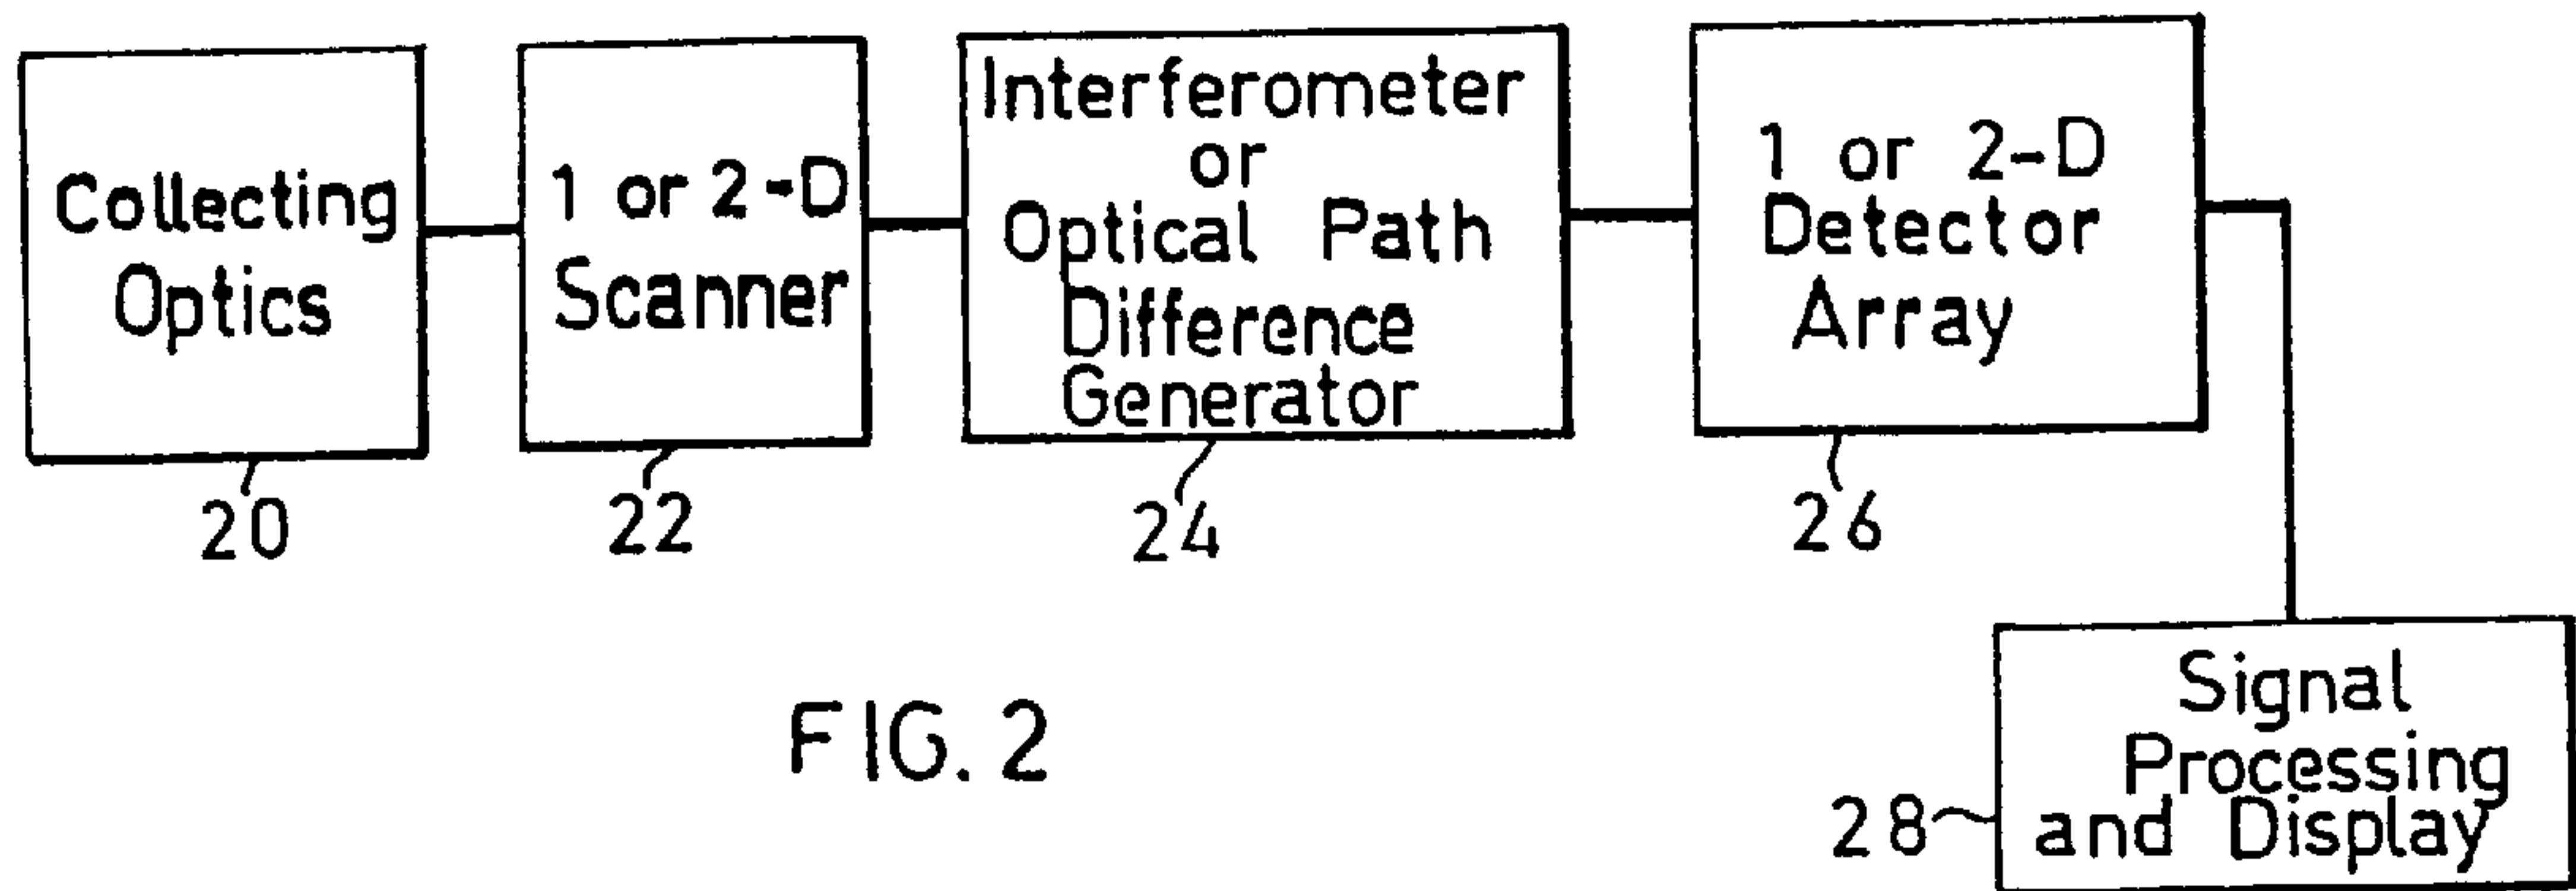 Collecting
Optics
20
1 or 2-D
Scanner
22
Interferometer
or
Optical Path
Difference
Generator
24
1 or 2-D
Detector
Array
26
Signal
Processing
and Display
28
FIG. 2